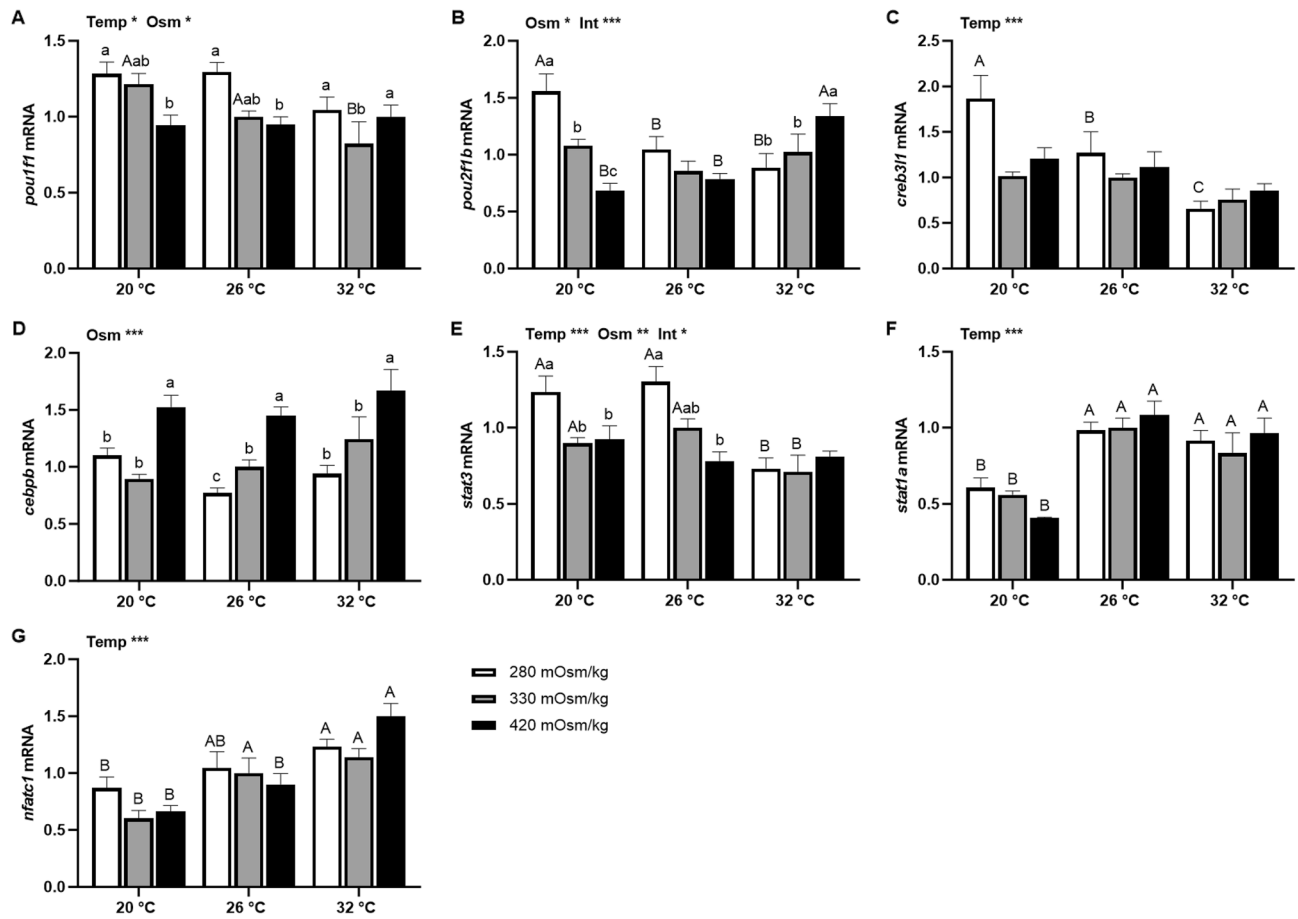 A
Temp * Osm *
pou1f1 mRNA
1.5
1.0
0.5
0.0
a
Aab
b
a
Aab
b
a
Bb
a
20 °C
26 °C
32 °C
B
Osm * Int ***
pou2f1b mRNA
2.0
1.5
1.0
0.5
0.0
Aa
b
Bc
B
B
Bb
b
Aa
20 °C
26 °C
32 °C
C
Temp ***
creb3l1 mRNA
2.5
2.0
1.5
1.0
0.5
0.0
A
B
C
20 °C
26 °C
32 °C
D
Osm ***
cebpb mRNA
2.0
1.5
1.0
0.5
0.0
b
b
a
c
b
a
b
b
a
20 °C
26 °C
32 °C
E
Temp *** Osm ** Int *
stat3 mRNA
1.5
1.0
0.5
0.0
Aa
Ab
b
Aa
Aab
b
B
B
20 °C
26 °C
32 °C
F
Temp ***
stat1a mRNA
1.5
1.0
0.5
0.0
B
B
B
A
A
A
A
A
A
20 °C
26 °C
32 °C
G
Temp ***
nfatc1 mRNA
2.0
1.5
1.0
0.5
0.0
B
B
B
AB
A
B
A
A
A
20 °C
26 °C
32 °C
280 mOsm/kg
330 mOsm/kg
420 mOsm/kg